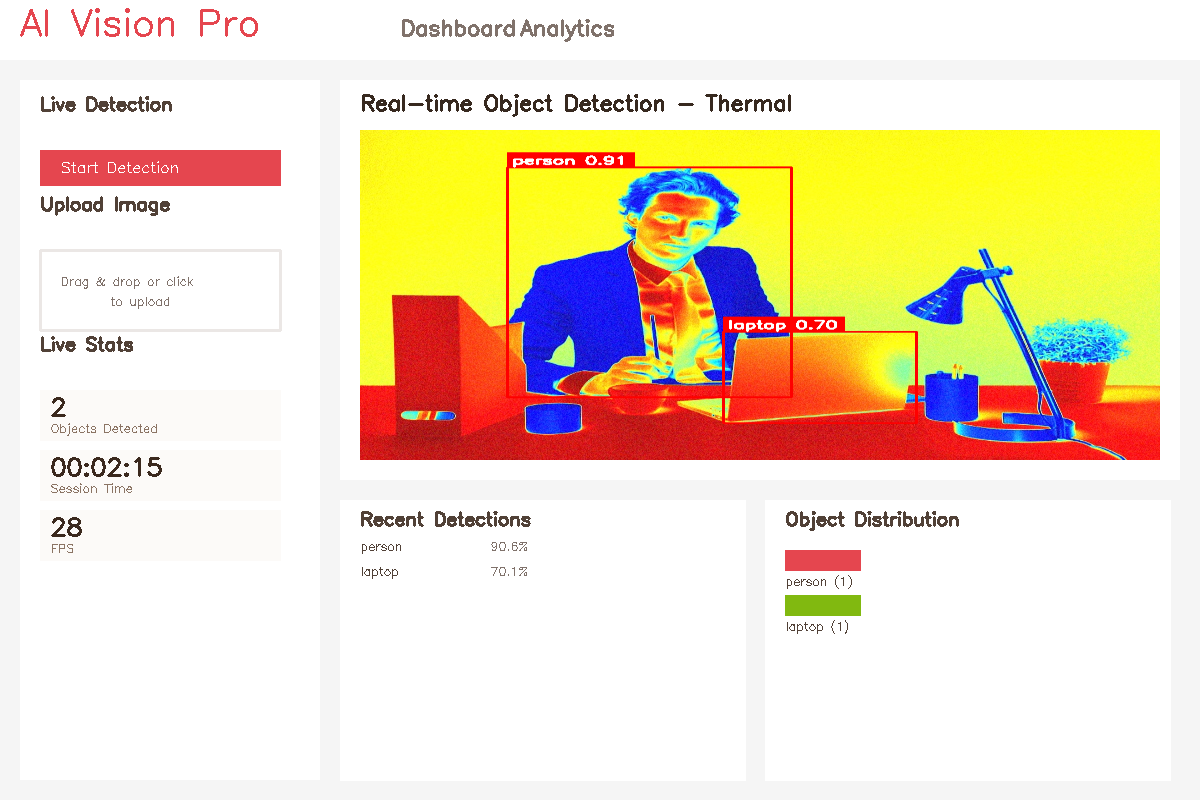 AI Vision Pro
Dashboard Analytics
Live Detection
Start Detection
Upload Image
Drag & drop or click
to upload
Live Stats
2
Objects Detected
00:02:15
Session Time
28
FPS
Real-time Object Detection - Thermal
person 0.91
laptop 0.70
Recent Detections
person 90.6%
laptop 70.1%
Object Distribution
person (1)
laptop (1)